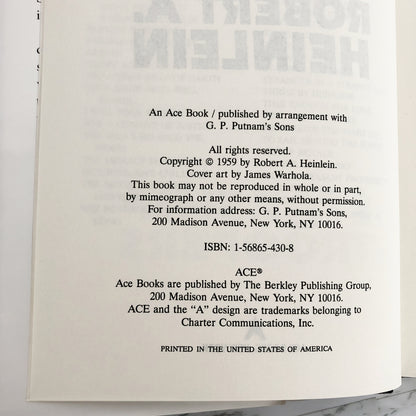 ROBERT A.
HEINLEIN
An Ace Book / published by arrangement with
G. P. Putnam's Sons
All rights reserved.
Copyright © 1959 by Robert A. Heinlein.
Cover art by James Warhola.
This book may not be reproduced in whole or in part,
by mimeograph or any other means, without permission.
For information address: G. P. Putnam's Sons,
200 Madison Avenue, New York, NY 10016.
ISBN: 1-56865-430-8
ACE®
Ace Books are published by The Berkley Publishing Group,
200 Madison Avenue, New York, NY 10016.
ACE and the “A” design are trademarks belonging to
Charter Communications, Inc.
PRINTED IN THE UNITED STATES OF AMERICA